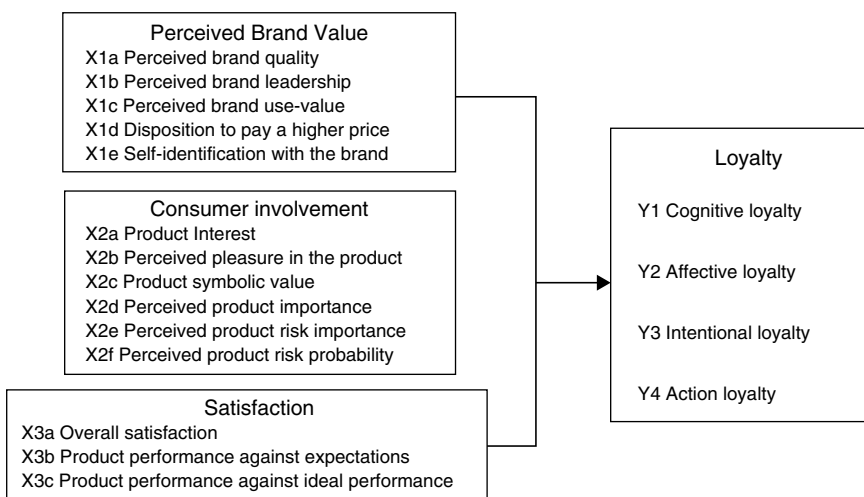 Perceived Brand Value
X1a Perceived brand quality
X1b Perceived brand leadership
X1c Perceived brand use-value
X1d Disposition to pay a higher price
X1e Self-identification with the brand
Consumer involvement
X2a Product Interest
X2b Perceived pleasure in the product
X2c Product symbolic value
X2d Perceived product importance
X2e Perceived product risk importance
X2f Perceived product risk probability
Satisfaction
X3a Overall satisfaction
X3b Product performance against expectations
X3c Product performance against ideal performance
Loyalty
Y1 Cognitive loyalty
Y2 Affective loyalty
Y3 Intentional loyalty
Y4 Action loyalty